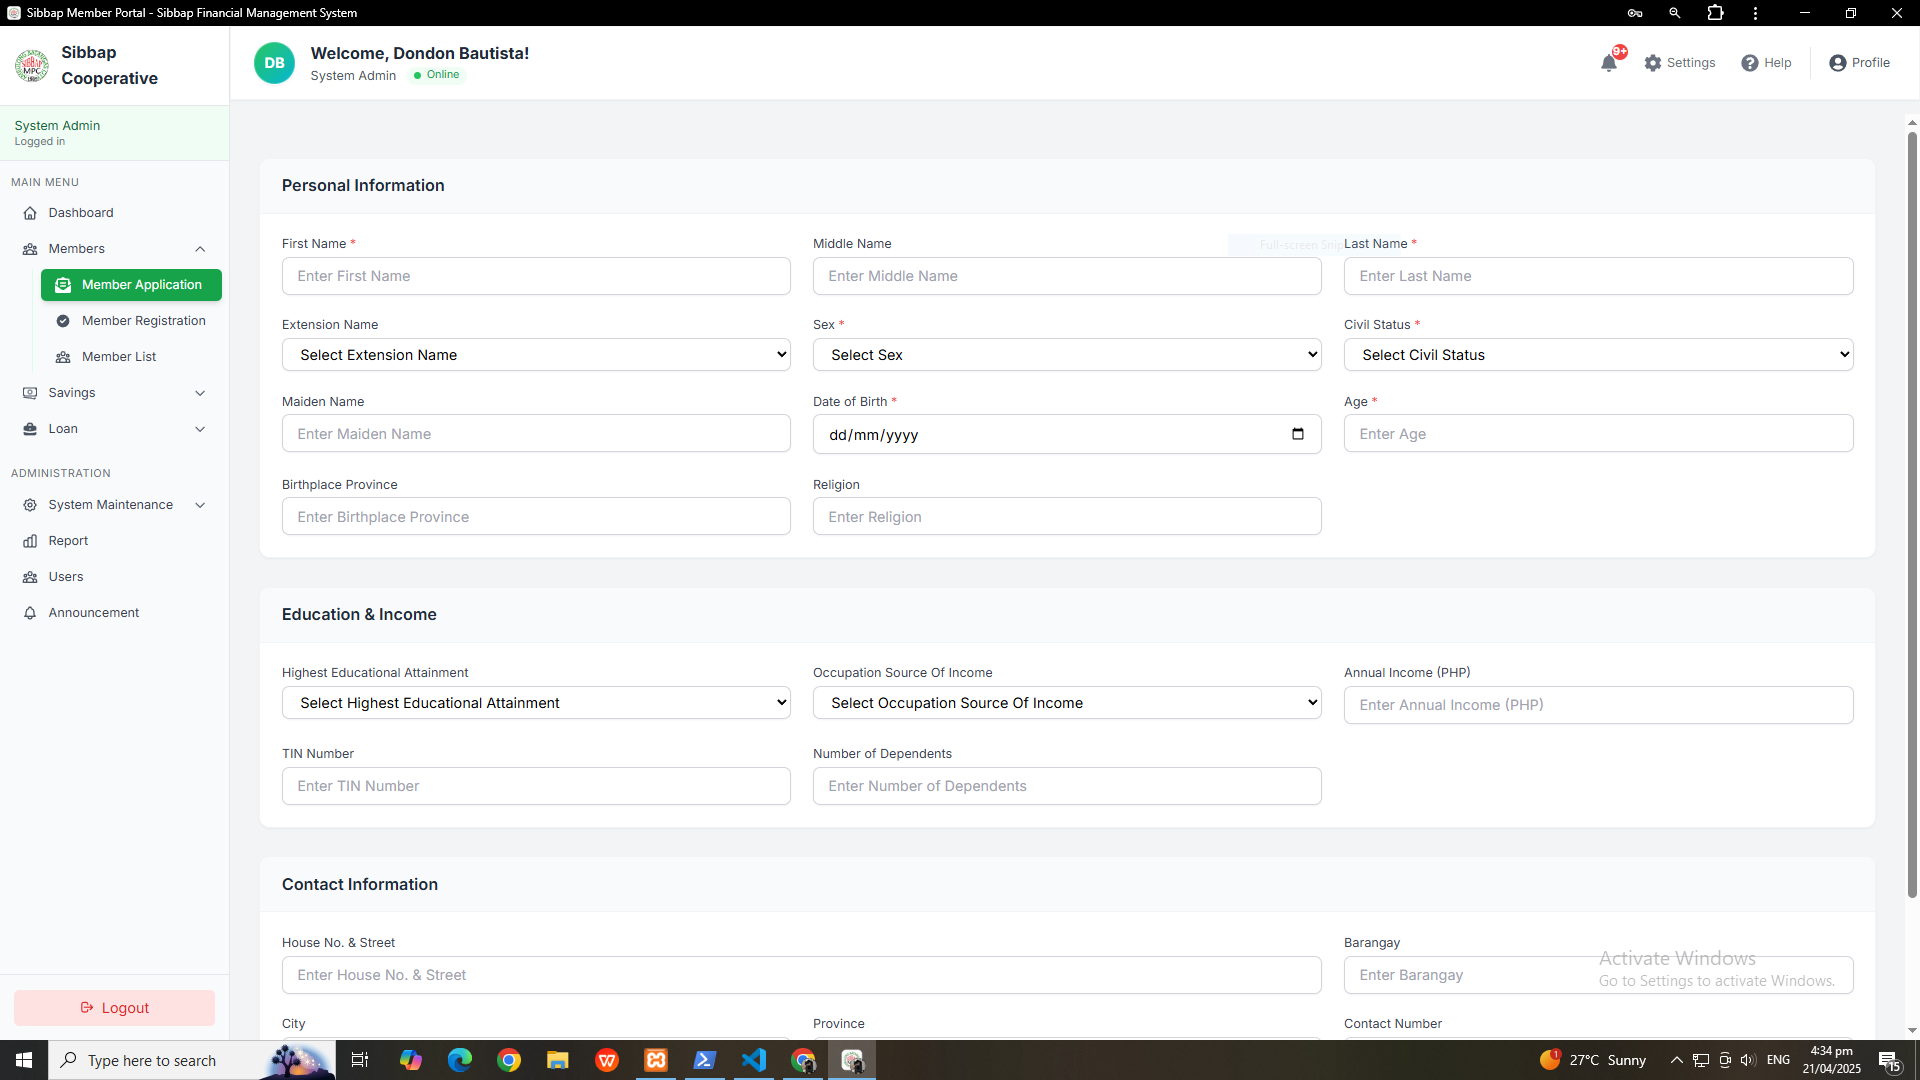 Sibbap Member Portal - Sibbap Financial Management System
Sibbap
Cooperative
SIBBAP
MPC
DB
Welcome, Dondon Bautista!
System Admin
Online
9+
Settings
Help
Profile
System Admin
Logged in
MAIN MENU
Dashboard
Members
Member Application
Member Registration
Member List
Savings
Loan
ADMINISTRATION
System Maintenance
Report
Users
Announcement
Logout
Personal Information
First Name *
Middle Name
Full-screen Snip
Last Name *
Enter First Name
Enter Middle Name
Enter Last Name
Extension Name
Sex *
Civil Status *
Select Extension Name
Select Sex
Select Civil Status
Maiden Name
Date of Birth *
Age *
Enter Maiden Name
dd/mm/yyyy
Enter Age
Birthplace Province
Religion
Enter Birthplace Province
Enter Religion
Education & Income
Highest Educational Attainment
Occupation Source Of Income
Annual Income (PHP)
Select Highest Educational Attainment
Select Occupation Source Of Income
Enter Annual Income (PHP)
TIN Number
Number of Dependents
Enter TIN Number
Enter Number of Dependents
Contact Information
House No. & Street
Barangay
Enter House No. & Street
Enter Barangay
Activate Windows
Go to Settings to activate Windows.
City
Province
Contact Number
Type here to search
1
27°C Sunny
ENG
4:34 pm
21/04/2025
15